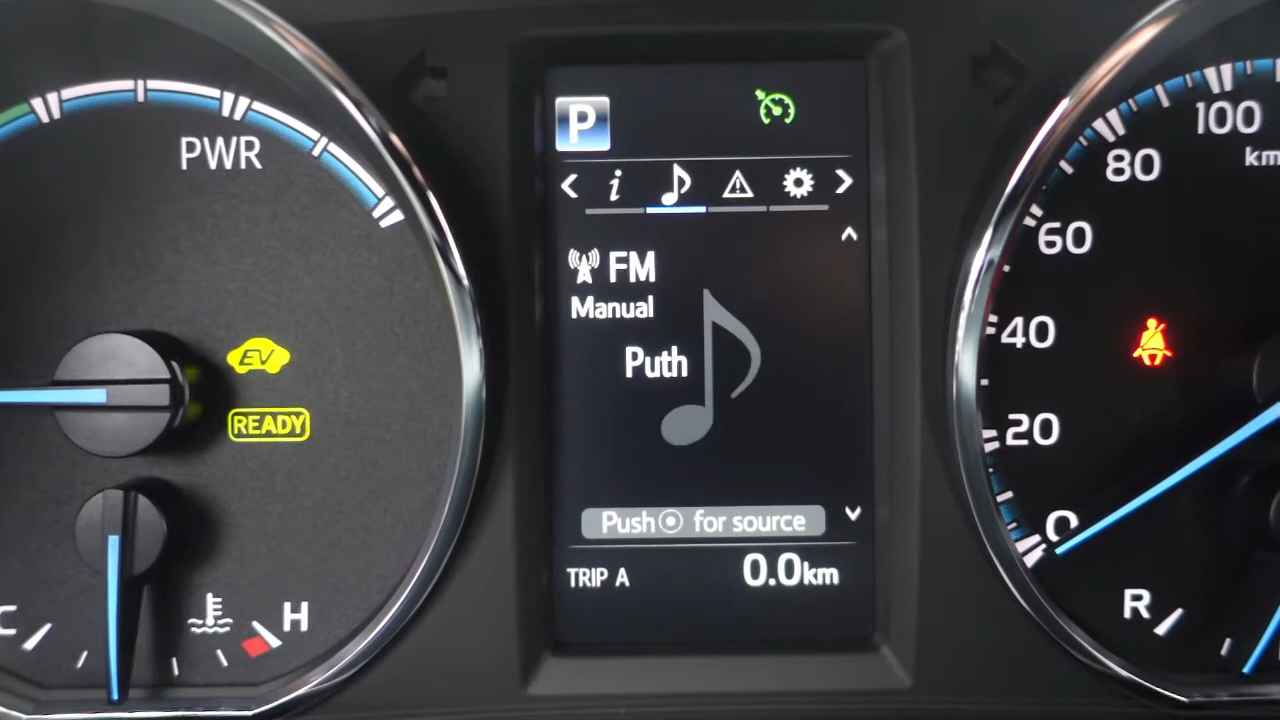 PWR
EV
READY
C
H
P
i
FM
Manual
Puth
Push for source
TRIP A
0.0km
100
km
80
60
40
20
0
R